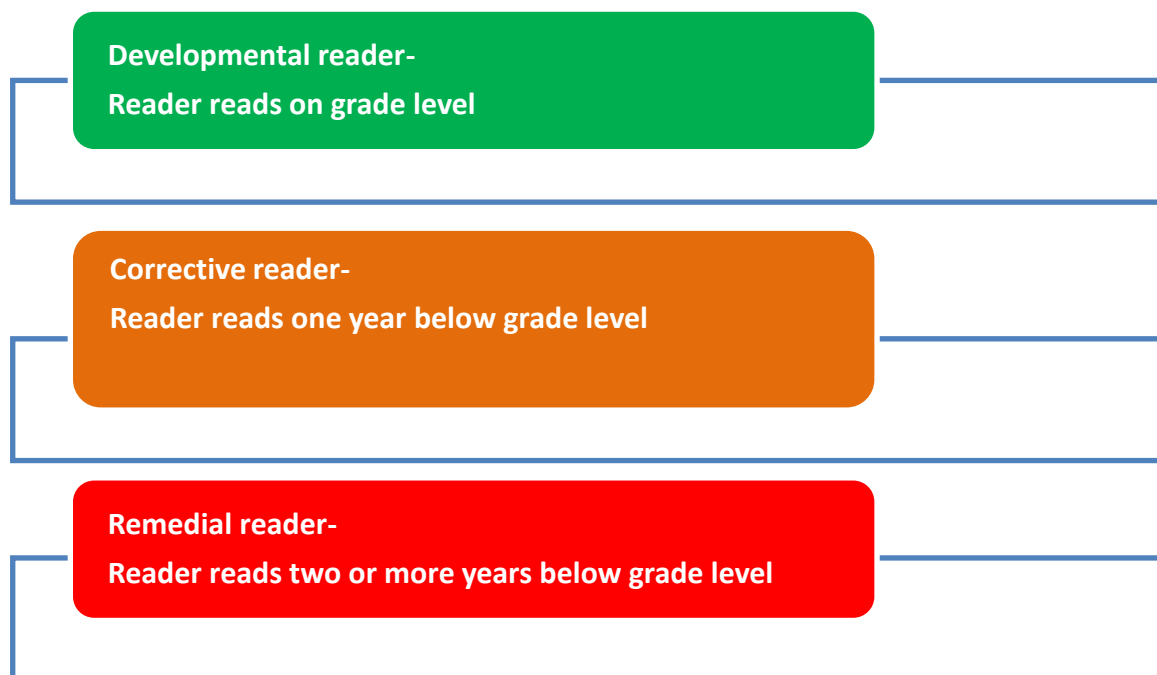 Developmental reader-
Reader reads on grade level
Corrective reader-
Reader reads one year below grade level
Remedial reader-
Reader reads two or more years below grade level